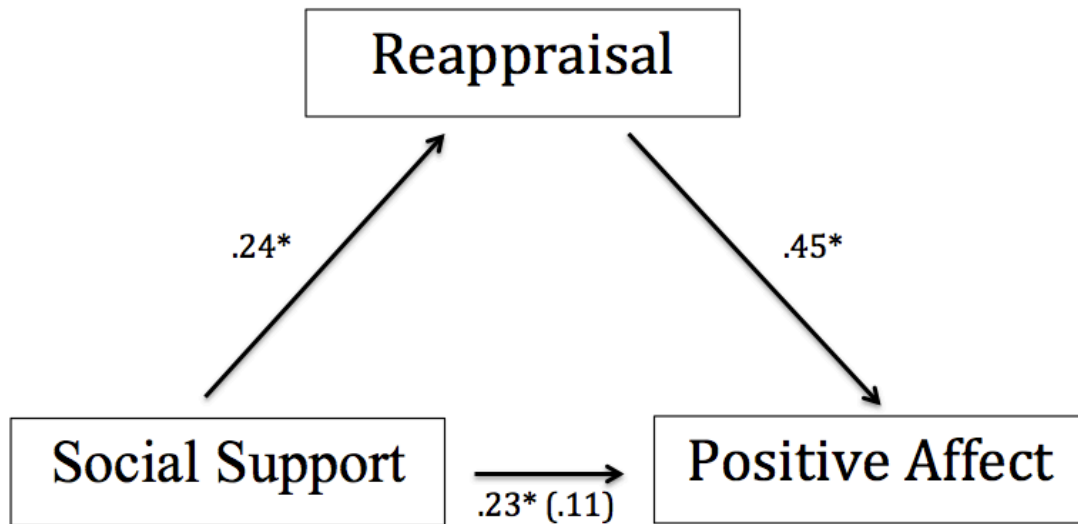 Reappraisal
.24*
.45*
Social Support
Positive Affect
.23* (.11)